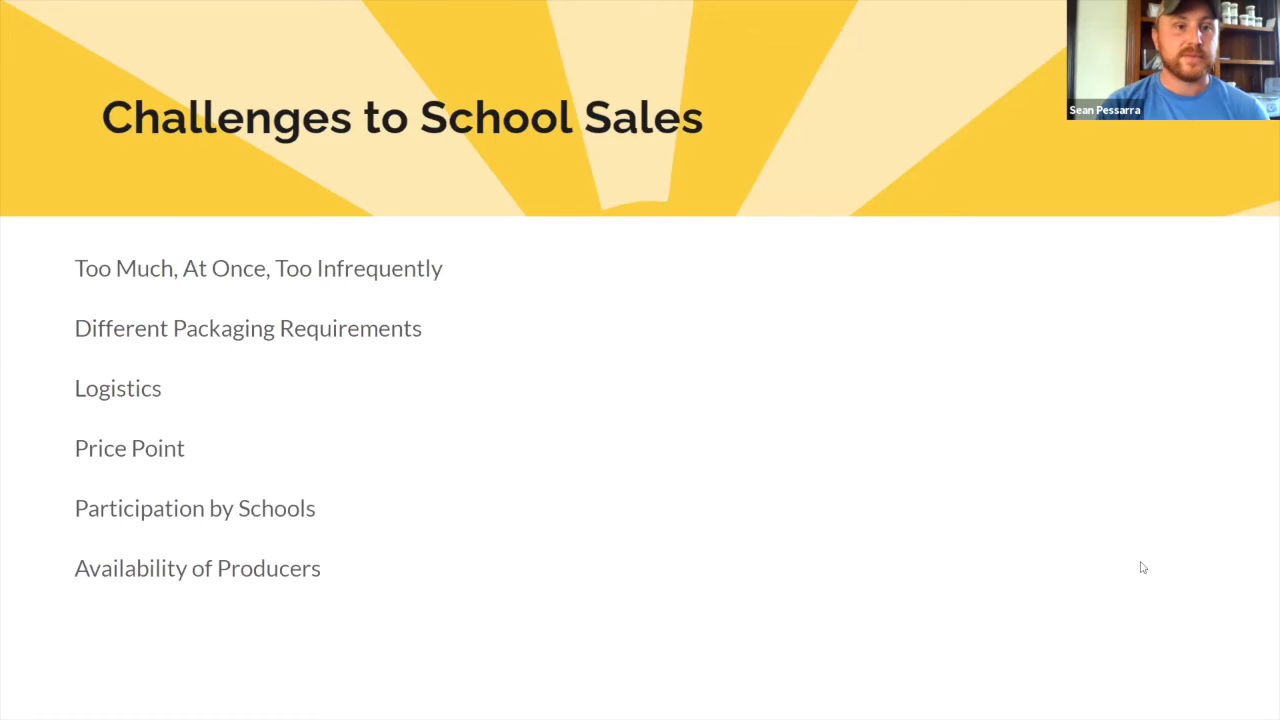 Challenges to School Sales
Sean Pessarra
Too Much, At Once, Too Infrequently
Different Packaging Requirements
Logistics
Price Point
Participation by Schools
Availability of Producers